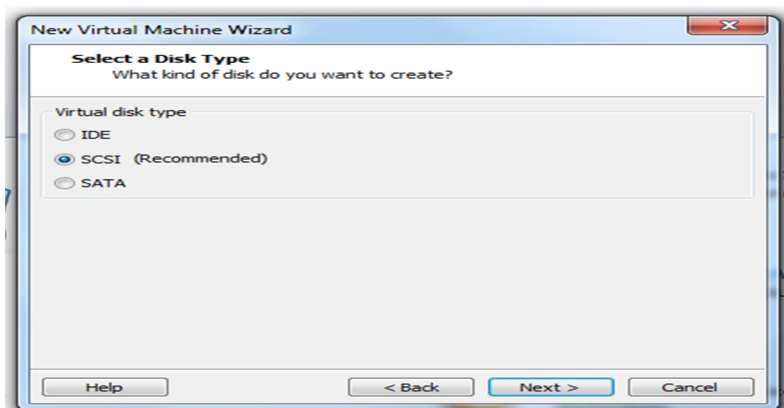 New Virtual Machine Wizard
Select a Disk Type
What kind of disk do you want to create?
Virtual disk type
IDE
SCSI (Recommended)
SATA
Help
< Back
Next >
Cancel